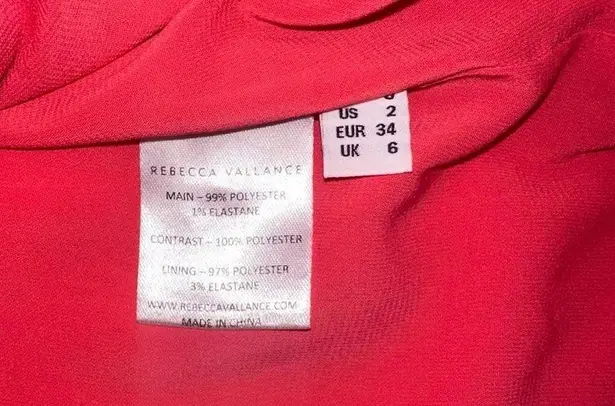 REBECCA VALLANCE
MAIN – 99% POLYESTER
1% ELASTANE
CONTRAST – 100% POLYESTER
LINING – 97% POLYESTER
3% ELASTANE
WWW.REBECCAVALLANCE.COM
MADE IN CHINA
US 2
EUR 34
UK 6